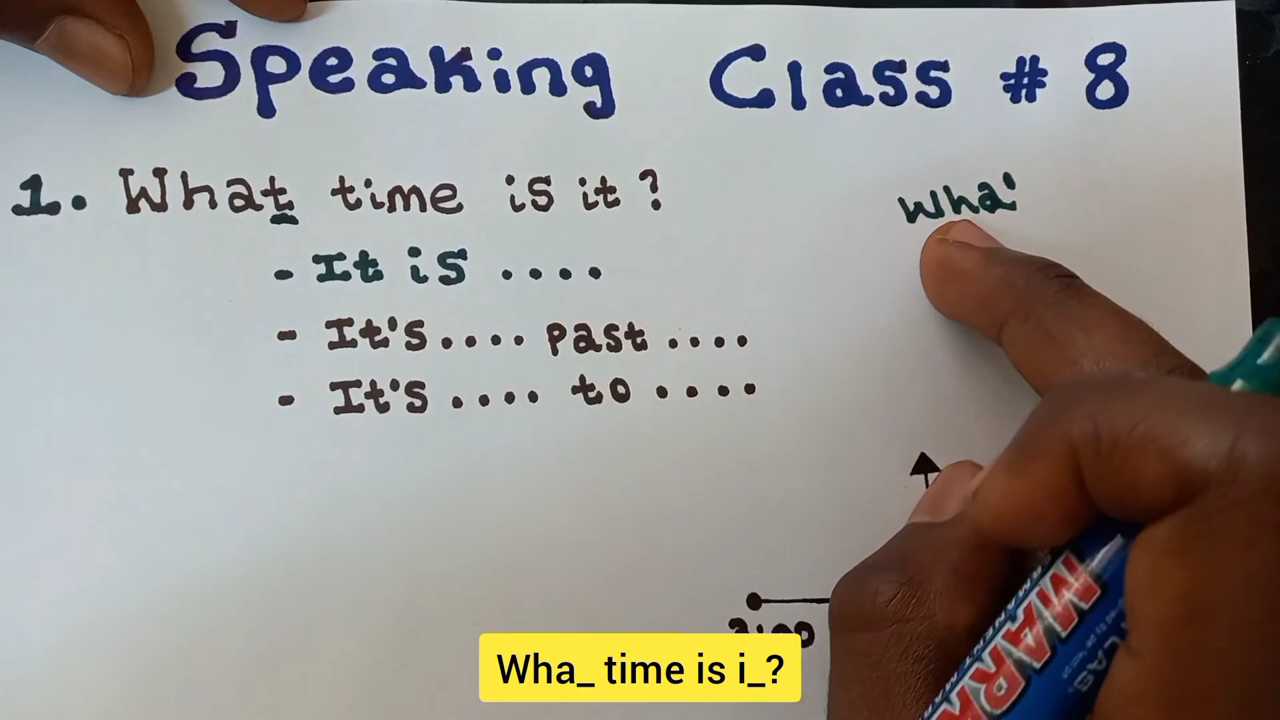 Speaking Class # 8
1. What time is it ?
wha'
- It is ....
- It's .... past ....
- It's .... to ....
MARK
Wha_ time is i_?